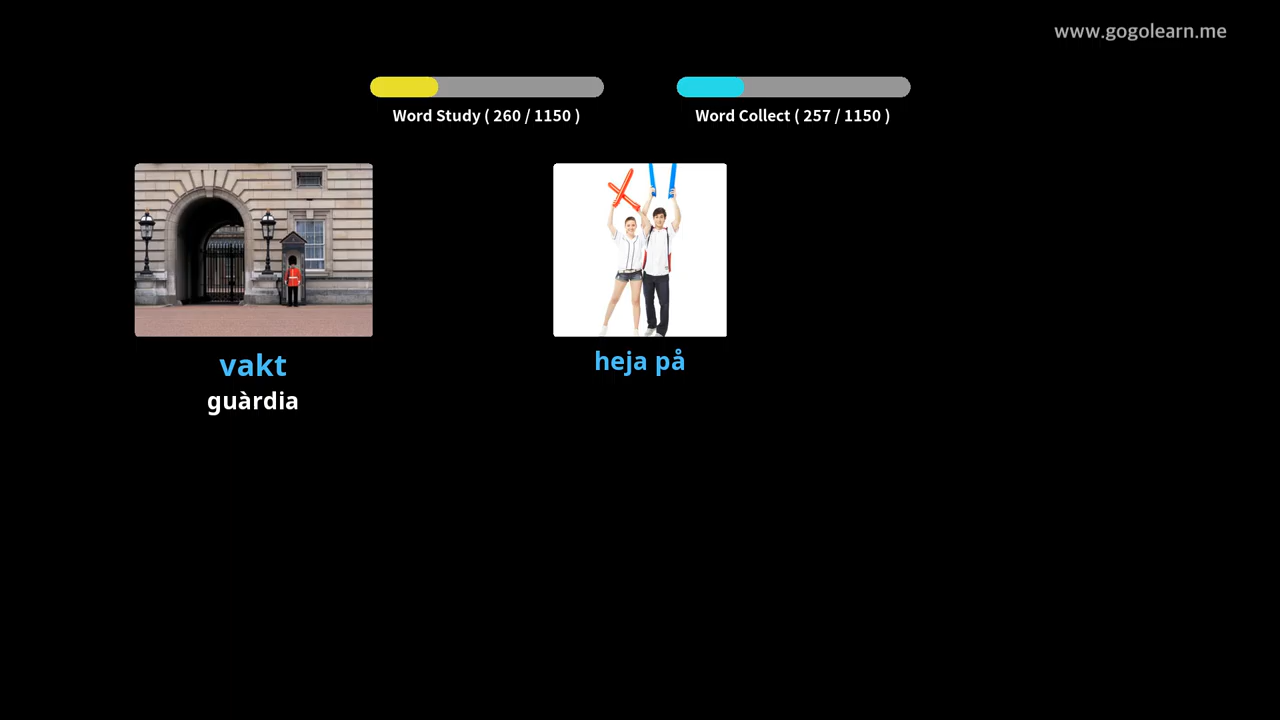 www.gogolearn.me
Word Study ( 260 / 1150 )
Word Collect ( 257 / 1150 )
vakt
guàrdia
heja på